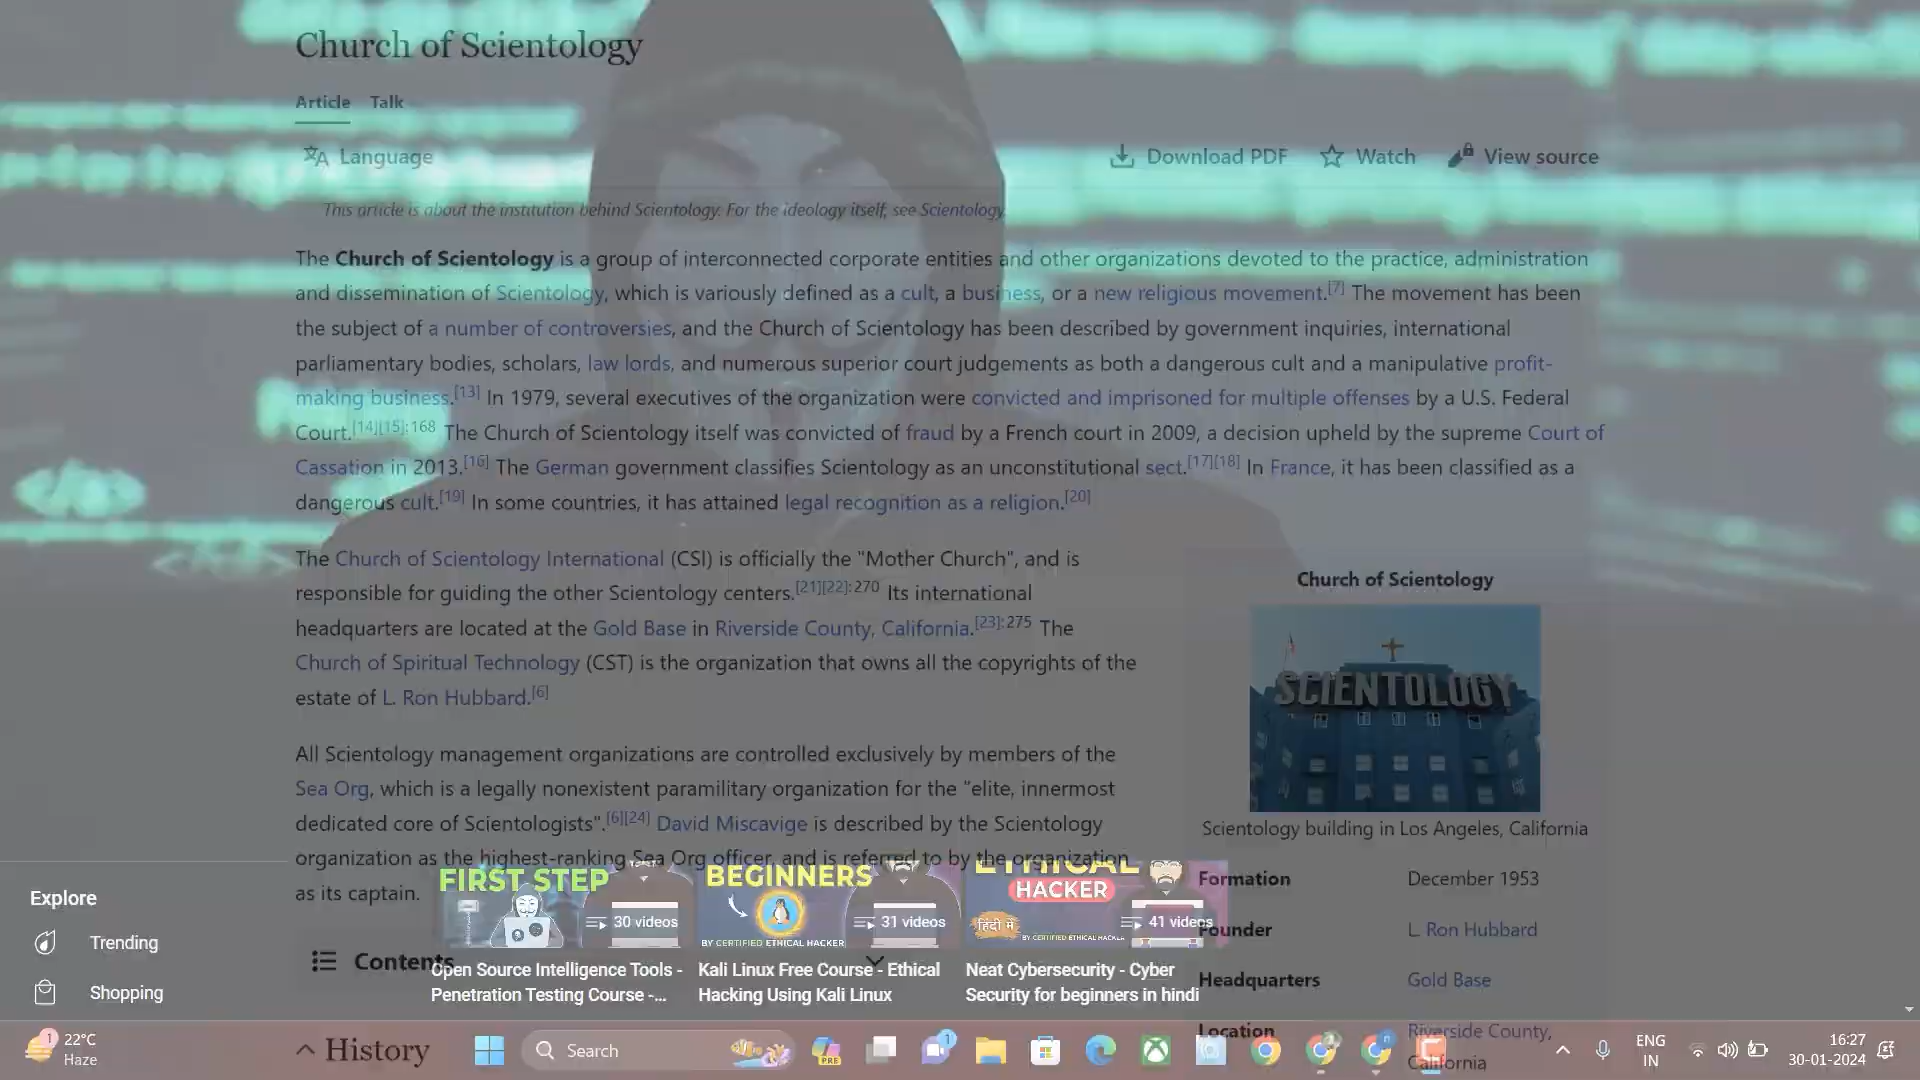 Church of Scientology
Article Talk
Language
Download PDF Watch View source
This article is about the institution behind Scientology. For the ideology itself, see Scientology.
The Church of Scientology is a group of interconnected corporate entities and other organizations devoted to the practice, administration
and dissemination of Scientology, which is variously defined as a cult, a business, or a new religious movement.[7] The movement has been
the subject of a number of controversies, and the Church of Scientology has been described by government inquiries, international
parliamentary bodies, scholars, law lords, and numerous superior court judgements as both a dangerous cult and a manipulative profit-
making business.[13] In 1979, several executives of the organization were convicted and imprisoned for multiple offenses by a U.S. Federal
Court.[14][15]:168 The Church of Scientology itself was convicted of fraud by a French court in 2009, a decision upheld by the supreme Court of
Cassation in 2013.[16] The German government classifies Scientology as an unconstitutional sect.[17][18] In France, it has been classified as a
dangerous cult.[19] In some countries, it has attained legal recognition as a religion.[20]
The Church of Scientology International (CSI) is officially the "Mother Church", and is
responsible for guiding the other Scientology centers.[21][22]:270 Its international
headquarters are located at the Gold Base in Riverside County, California.[23]:275 The
Church of Spiritual Technology (CST) is the organization that owns all the copyrights of the
estate of L. Ron Hubbard.[6]
All Scientology management organizations are controlled exclusively by members of the
Sea Org, which is a legally nonexistent paramilitary organization for the "elite, innermost
dedicated core of Scientologists".[6][24] David Miscavige is described by the Scientology
organization as the highest-ranking Sea Org officer, and is referred to by the organization
as its captain.
Church of Scientology
SCIENTOLOGY
Scientology building in Los Angeles, California
Formation December 1953
Founder L. Ron Hubbard
Headquarters Gold Base
Location Riverside County,
California
Contents
History
Explore
Trending
Shopping
FIRST STEP
30 videos
Open Source Intelligence Tools -
Penetration Testing Course -...
BEGINNERS
31 videos
BY CERTIFIED ETHICAL HACKER
Kali Linux Free Course - Ethical
Hacking Using Kali Linux
ETHICAL
HACKER
हिंदी में
41 videos
BY CERTIFIED ETHICAL HACKER
Neat Cybersecurity - Cyber
Security for beginners in hindi
1
22°C
Haze
Search
PRE
1
ENG
IN
16:27
30-01-2024